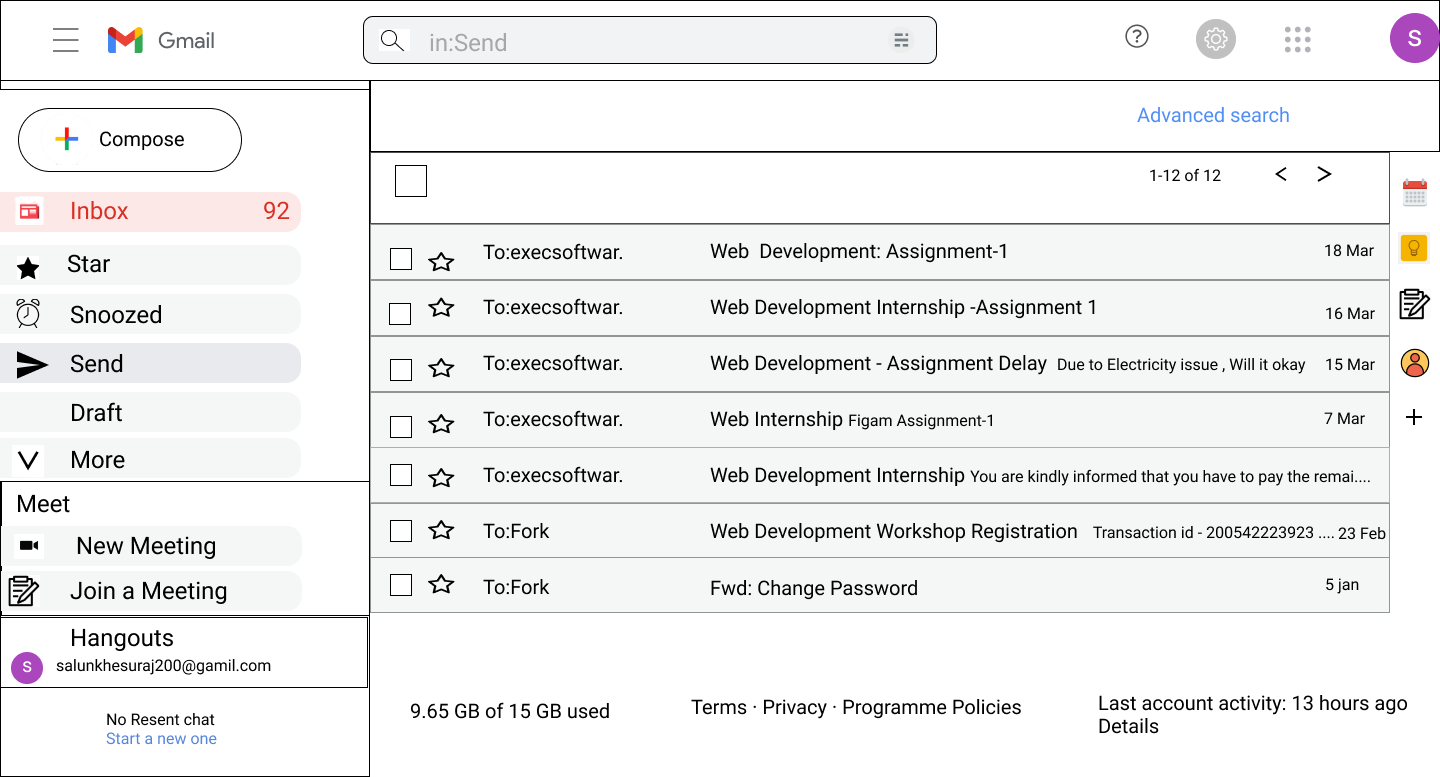 Gmail
in:Send
S
Advanced search
Compose
1-12 of 12
Inbox 92
Star
Snoozed
Send
Draft
More
To:execsoftwar. Web Development: Assignment-1 18 Mar
To:execsoftwar. Web Development Internship -Assignment 1 16 Mar
To:execsoftwar. Web Development - Assignment Delay Due to Electricity issue , Will it okay 15 Mar
To:execsoftwar. Web Internship Figam Assignment-1 7 Mar
To:execsoftwar. Web Development Internship You are kindly informed that you have to pay the remai....
To:Fork Web Development Workshop Registration Transaction id - 200542223923 .... 23 Feb
To:Fork Fwd: Change Password 5 jan
Meet
New Meeting
Join a Meeting
Hangouts
S salunkhesuraj200@gamil.com
No Resent chat
Start a new one
9.65 GB of 15 GB used
Terms · Privacy · Programme Policies
Last account activity: 13 hours ago
Details